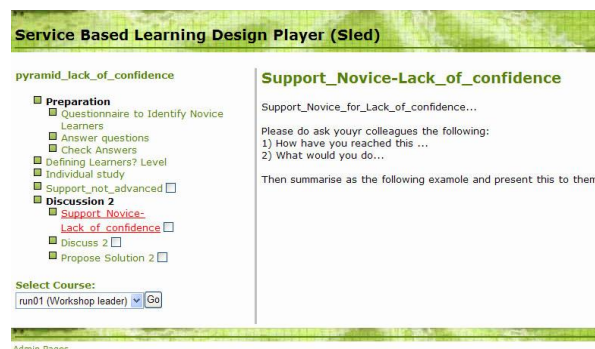 Service Based Learning Design Player (Sled)
pyramid_lack_of_confidence
Preparation
Questionnaire to Identify Novice
Learners
Answer questions
Check Answers
Defining Learners? Level
Individual study
Support_not_advanced
Discussion 2
Support_Novice-
Lack_of_confidence
Discuss 2
Propose Solution 2
Select Course:
run01 (Workshop leader) Go
Support_Novice-Lack_of_confidence
Support_Novice_for_Lack_of_confidence...
Please do ask youyr colleagues the following:
1) How have you reached this ...
2) What would you do...
Then summarise as the following examole and present this to them
Admin Pages